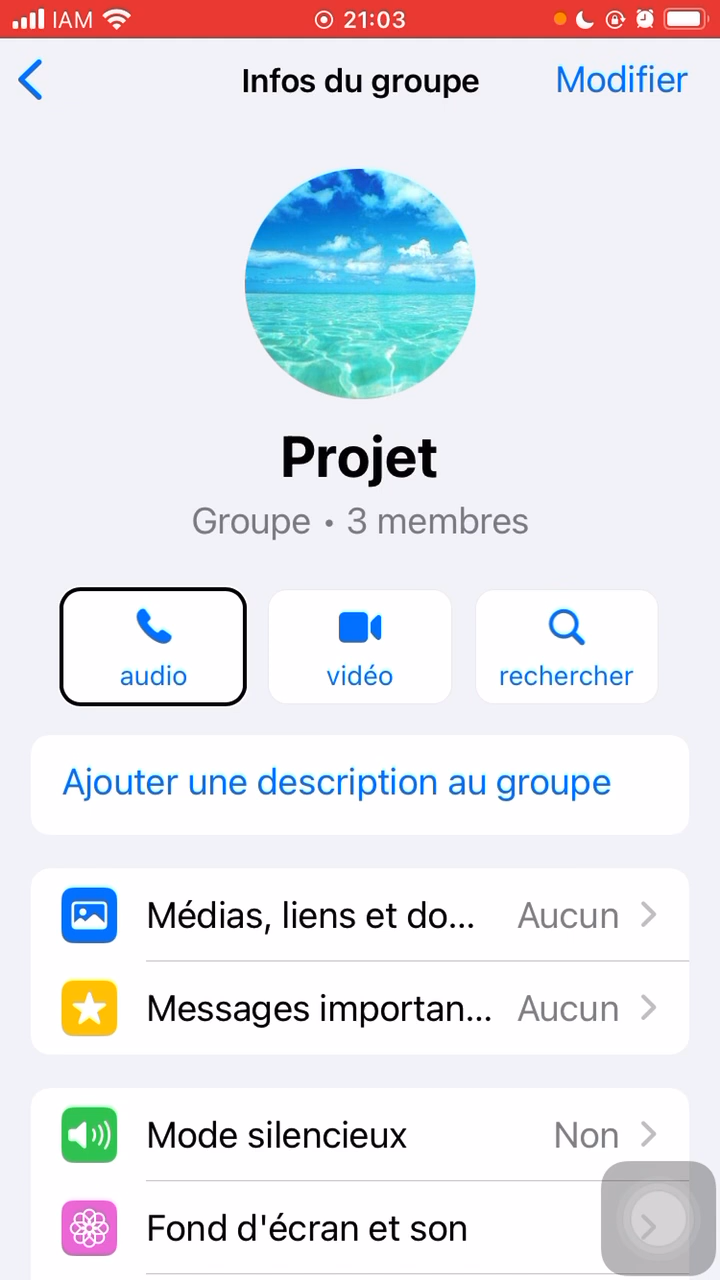 IAM 21:03
Infos du groupe Modifier
Projet
Groupe • 3 membres
audio vidéo rechercher
Ajouter une description au groupe
Médias, liens et do... Aucun
Messages importan... Aucun
Mode silencieux Non
Fond d'écran et son